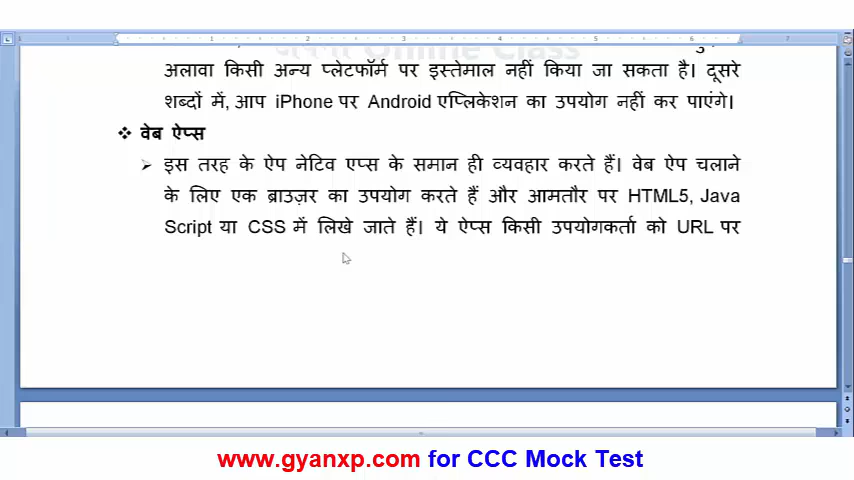 Online Class
अलावा किसी अन्य प्लेटफॉर्म पर इस्तेमाल नहीं किया जा सकता है। दूसरे
शब्दों में, आप iPhone पर Android एप्लिकेशन का उपयोग नहीं कर पाएंगे।
❖ वेब ऐप्स
➢ इस तरह के ऐप नेटिव एप्स के समान ही व्यवहार करते हैं। वेब ऐप चलाने
के लिए एक ब्राउज़र का उपयोग करते हैं और आमतौर पर HTML5, Java
Script या CSS में लिखे जाते हैं। ये ऐप्स किसी उपयोगकर्ता को URL पर
www.gyanxp.com for CCC Mock Test